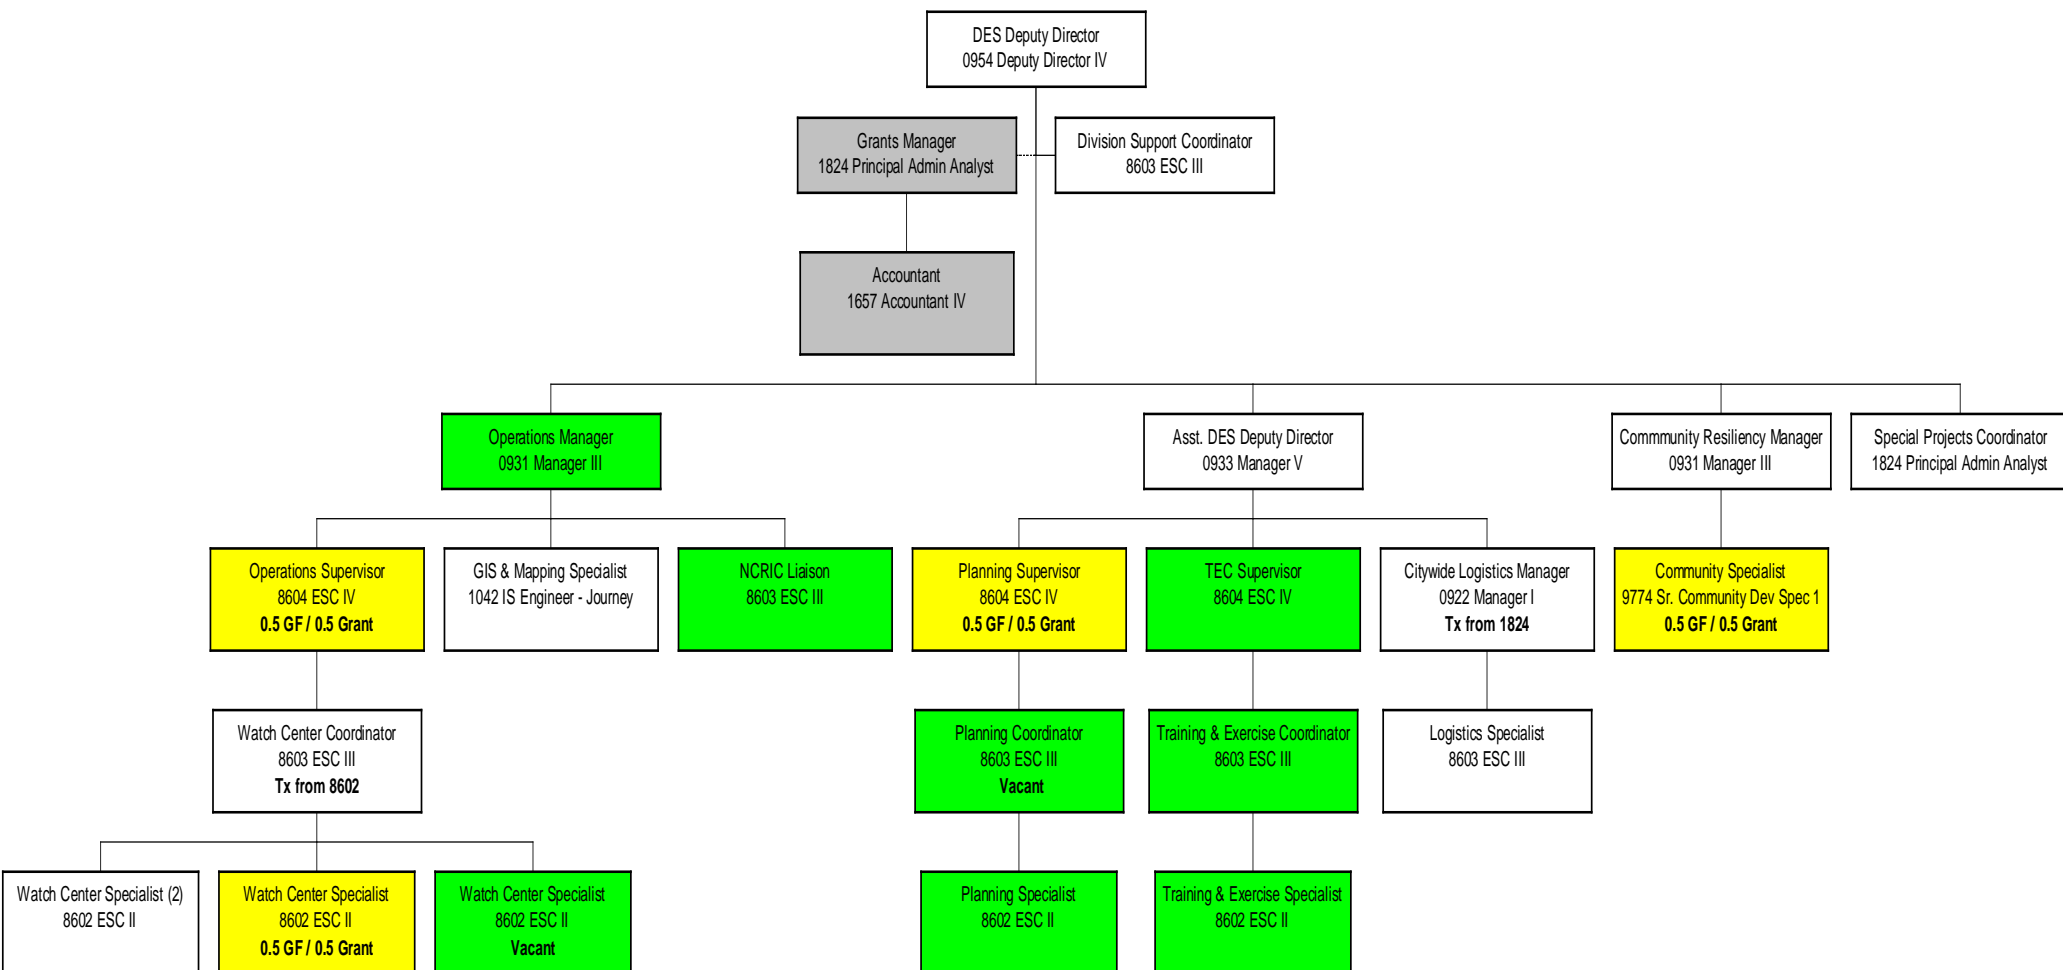 DES Deputy Director
0954 Deputy Director IV
Grants Manager
1824 Principal Admin Analyst
Division Support Coordinator
8603 ESC III
Accountant
1657 Accountant IV
Operations Manager
0931 Manager III
Asst. DES Deputy Director
0933 Manager V
Commmunity Resiliency Manager
0931 Manager III
Special Projects Coordinator
1824 Principal Admin Analyst
Operations Supervisor
8604 ESC IV
0.5 GF / 0.5 Grant
GIS & Mapping Specialist
1042 IS Engineer - Journey
NCRIC Liaison
8603 ESC III
Planning Supervisor
8604 ESC IV
0.5 GF / 0.5 Grant
TEC Supervisor
8604 ESC IV
Citywide Logistics Manager
0922 Manager I
Tx from 1824
Community Specialist
9774 Sr. Community Dev Spec 1
0.5 GF / 0.5 Grant
Watch Center Coordinator
8603 ESC III
Tx from 8602
Planning Coordinator
8603 ESC III
Vacant
Training & Exercise Coordinator
8603 ESC III
Logistics Specialist
8603 ESC III
Watch Center Specialist (2)
8602 ESC II
Watch Center Specialist
8602 ESC II
0.5 GF / 0.5 Grant
Watch Center Specialist
8602 ESC II
Vacant
Planning Specialist
8602 ESC II
Training & Exercise Specialist
8602 ESC II